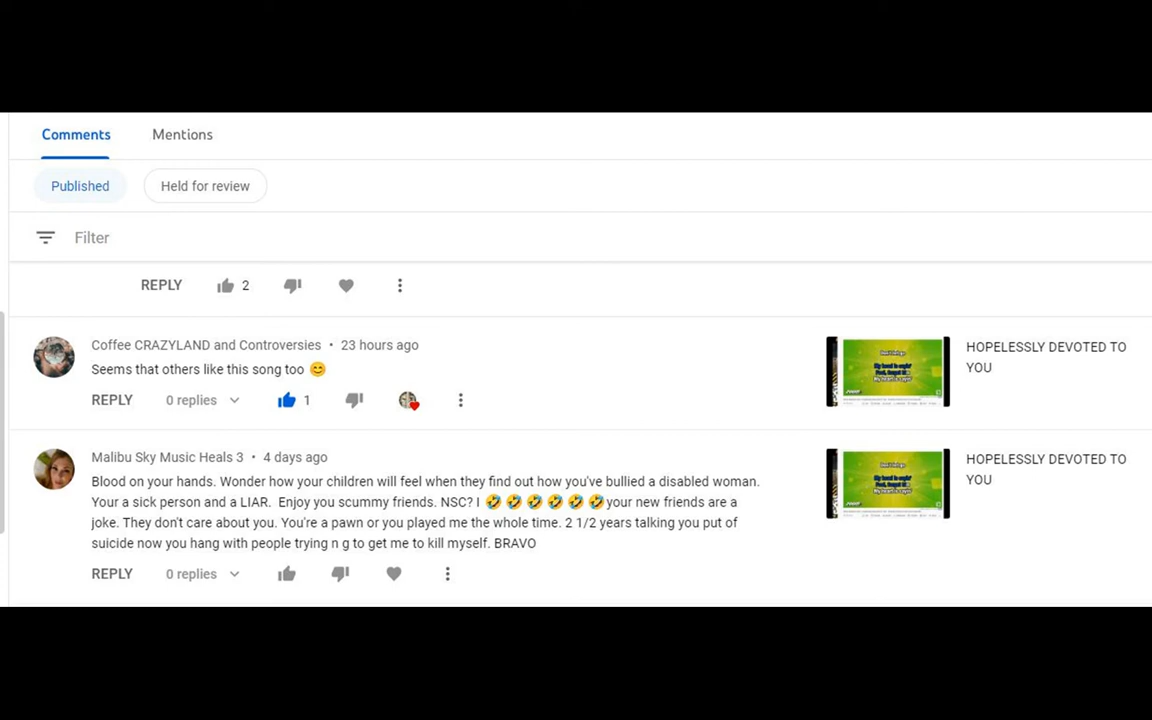 Comments Mentions
Published Held for review
Filter
REPLY 2
Coffee CRAZYLAND and Controversies • 23 hours ago
Seems that others like this song too 😊
REPLY 0 replies 1
HOPELESSLY DEVOTED TO
YOU
Malibu Sky Music Heals 3 • 4 days ago
Blood on your hands. Wonder how your children will feel when they find out how you've bullied a disabled woman.
Your a sick person and a LIAR. Enjoy you scummy friends. NSC? I 🤣🤣🤣🤣🤣🤣your new friends are a
joke. They don't care about you. You're a pawn or you played me the whole time. 2 1/2 years talking you put of
suicide now you hang with people trying n g to get me to kill myself. BRAVO
REPLY 0 replies
HOPELESSLY DEVOTED TO
YOU